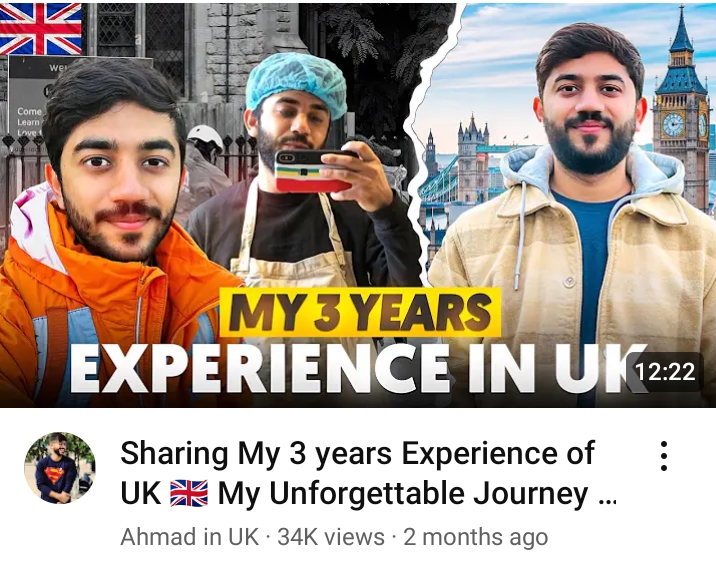 WE
Come
Learn
Love
MY 3 YEARS
EXPERIENCE IN UK
12:22
Sharing My 3 years Experience of
UK 🇬🇧 My Unforgettable Journey ...
Ahmad in UK · 34K views · 2 months ago